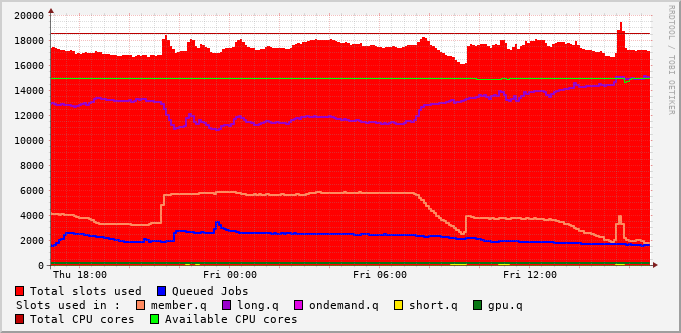 20000
18000
16000
14000
12000
10000
8000
6000
4000
2000
0
Thu 18:00 Fri 00:00 Fri 06:00 Fri 12:00
Total slots used Queued Jobs
Slots used in : member.q long.q ondemand.q short.q gpu.q
Total CPU cores Available CPU cores
RRDTOOL / TOBI OETIKER